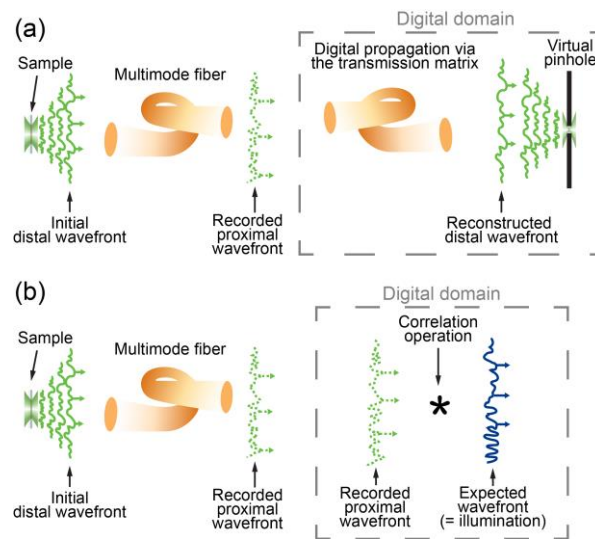 (a)
Digital domain
Sample
Multimode fiber
Digital propagation via
the transmission matrix
Virtual
pinhole
Initial
distal wavefront
Recorded
proximal
wavefront
Reconstructed
distal wavefront
(b)
Digital domain
Sample
Multimode fiber
Correlation
operation
*
Initial
distal wavefront
Recorded
proximal
wavefront
Recorded
proximal
wavefront
Expected
wavefront
(= illumination)